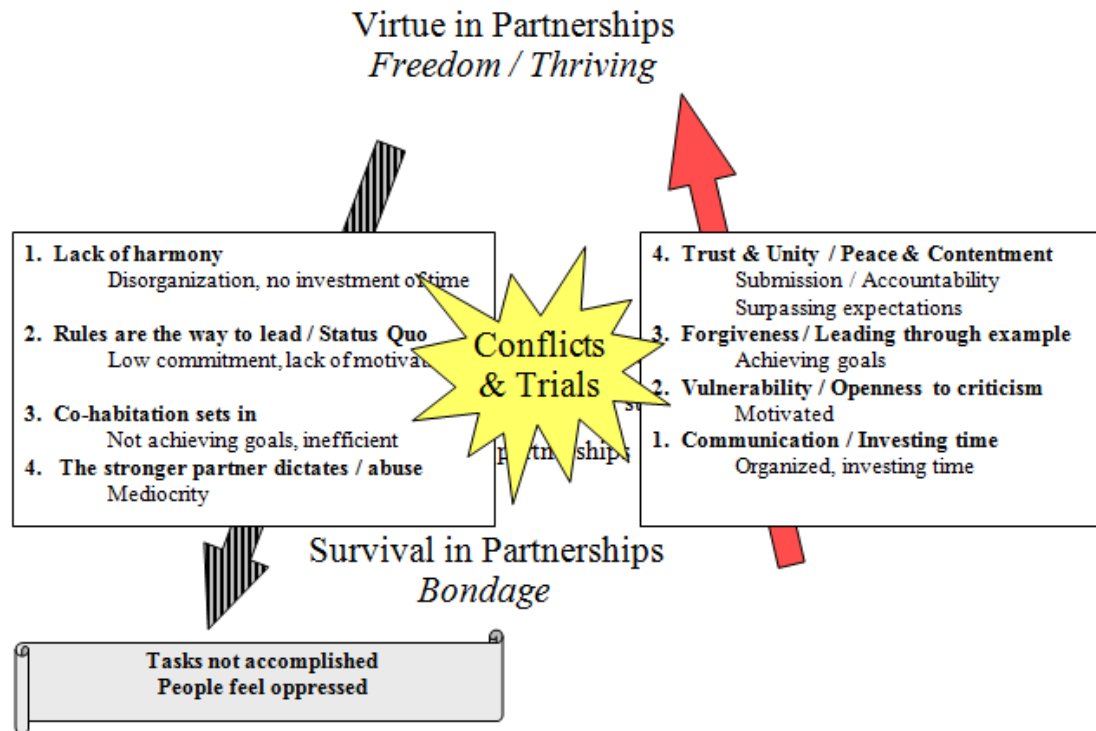 Virtue in Partnerships
Freedom / Thriving
1. Lack of harmony
Disorganization, no investment of time
2. Rules are the way to lead / Status Quo
Low commitment, lack of
3. Co-habitation sets in
Not achieving goals, inefficient
4. The stronger partner dictates / abuse
Mediocrity
Conflicts
& Trials
partnerships
4. Trust & Unity / Peace & Contentment
Submission / Accountability
Surpassing expectations
3. Forgiveness / Leading through example
Achieving goals
2. Vulnerability / Openness to criticism
Motivated
1. Communication / Investing time
Organized, investing time
Survival in Partnerships
Bondage
Tasks not accomplished
People feel oppressed